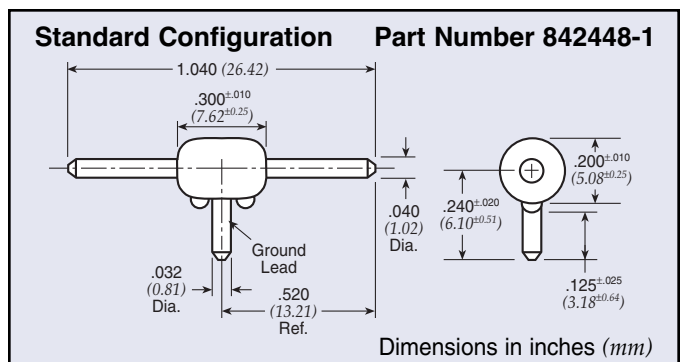 Standard Configuration Part Number 842448-1
1.040 (26.42)
.300±.010
(7.62±0.25)
.200±.010
(5.08±0.25)
.240±.020
(6.10±0.51)
.040
(1.02)
Dia.
Ground
Lead
.032
(0.81)
Dia.
.520
(13.21)
Ref.
.125±.025
(3.18±0.64)
Dimensions in inches (mm)